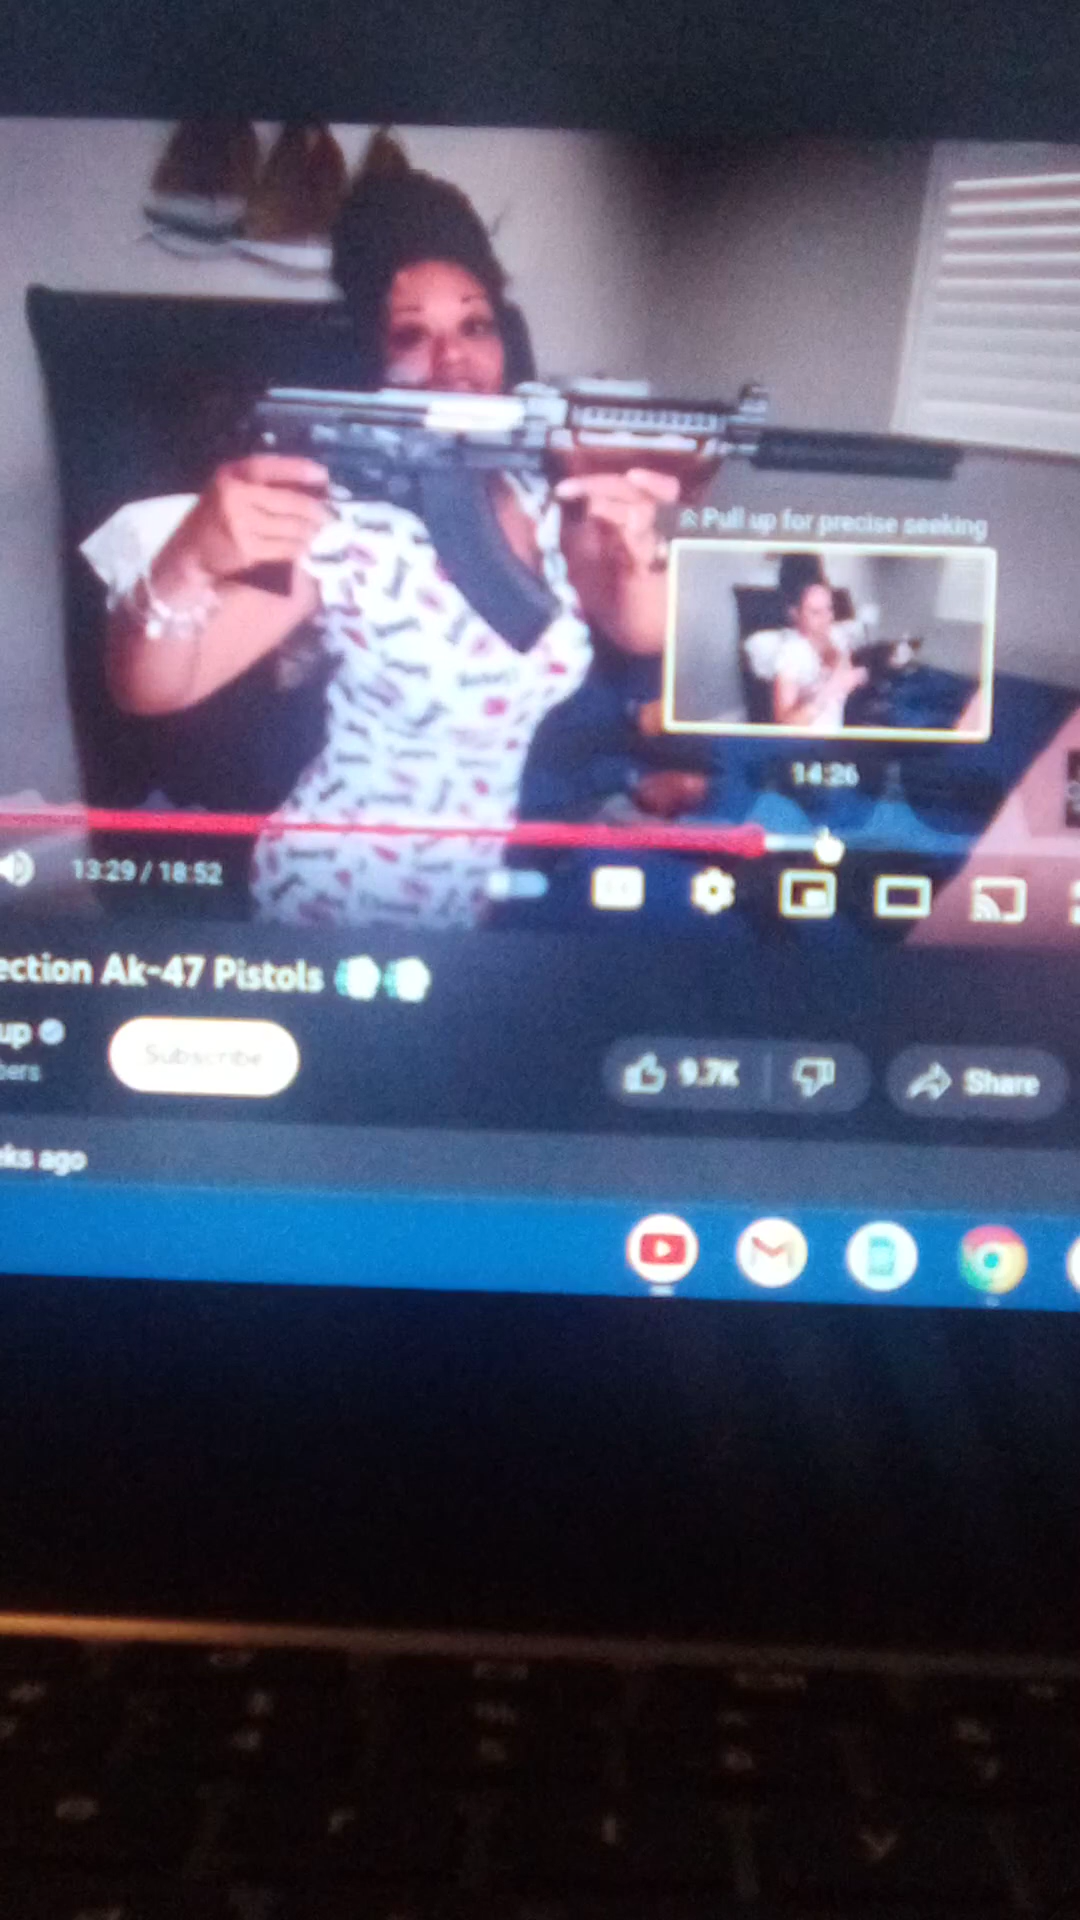 Pull up for precise seeking
14:26
13:29 / 18:52
ection Ak-47 Pistols
up
bers
Subscribe
9.7K
Share
eks ago